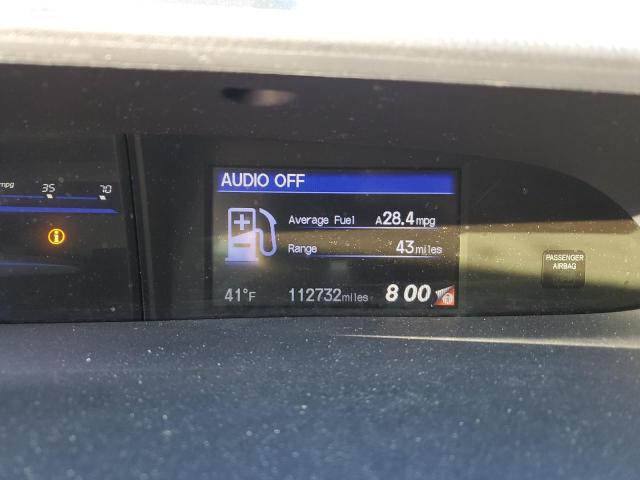 AUDIO OFF
mpg 35 70
Average Fuel A28.4mpg
Range 43miles
PASSENGER
AIRBAG
41°F 112732miles 8 00